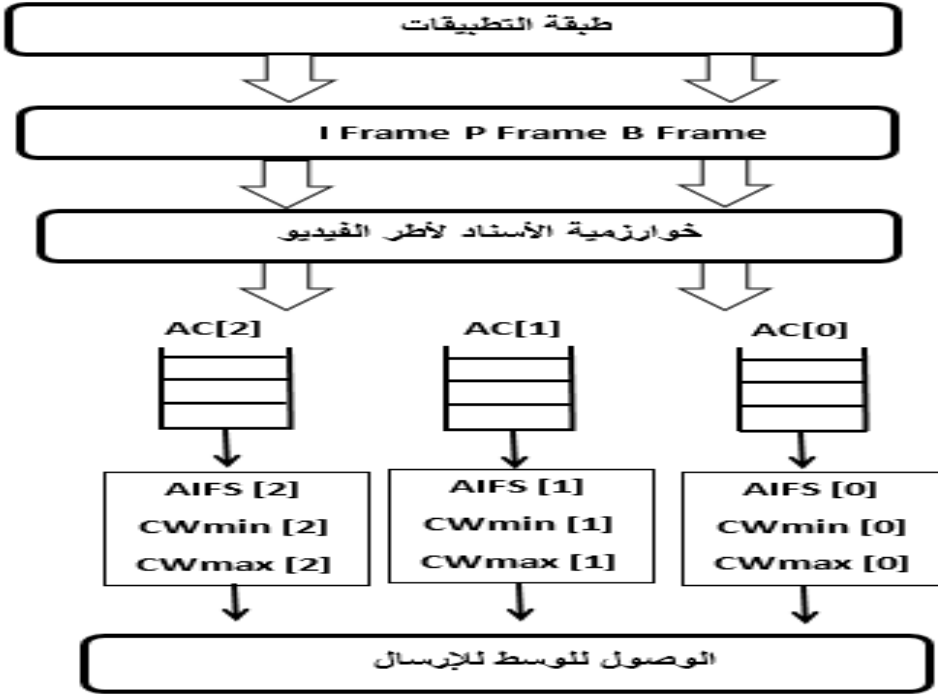 طبقة التطبيقات
I Frame P Frame B Frame
خوارزمية الأسناد لأطر الفيديو
AC[2] AC[1] AC[0]
AIFS [2] AIFS [1] AIFS [0]
CWmin [2] CWmin [1] CWmin [0]
CWmax [2] CWmax [1] CWmax [0]
الوصول للوسط للإرسال